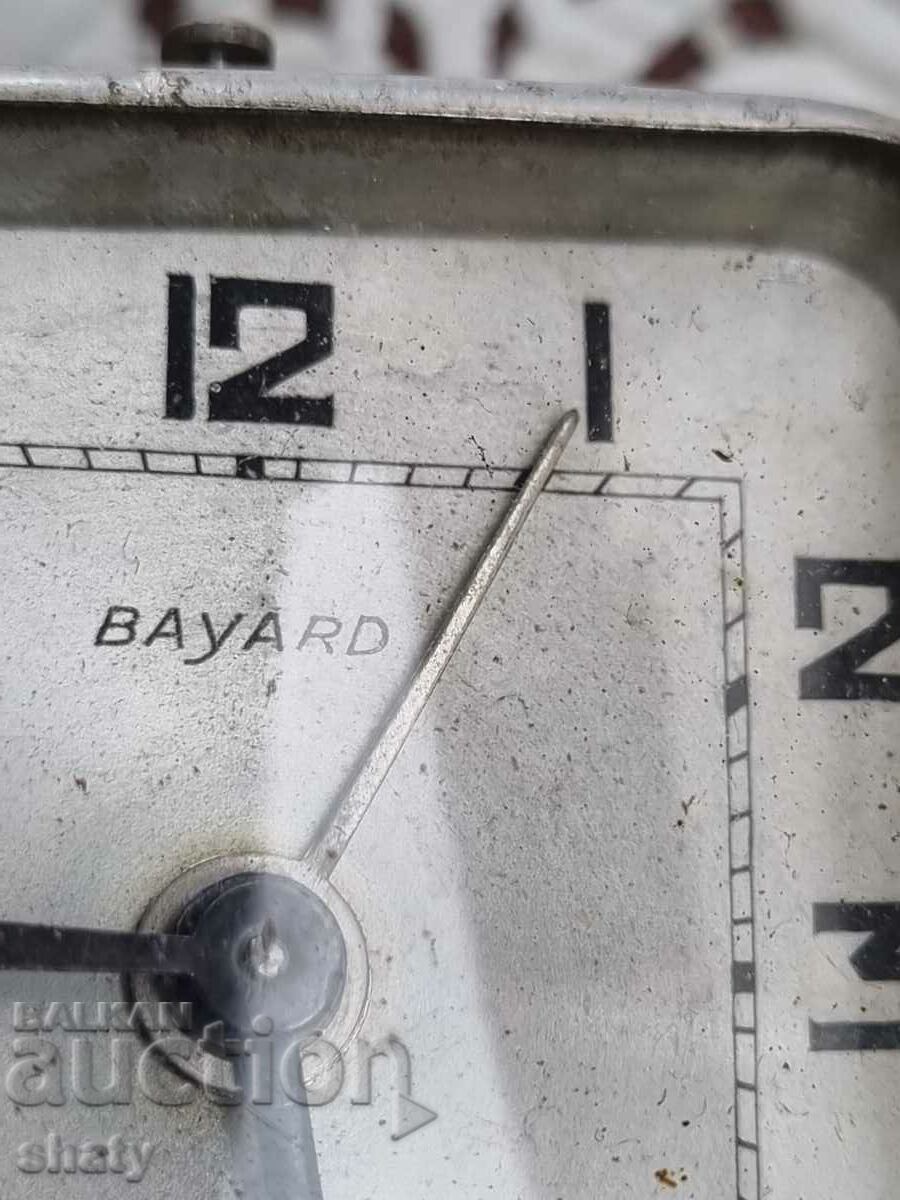 12 1
BAYARD
2
3
BALKAN
auction
shaty